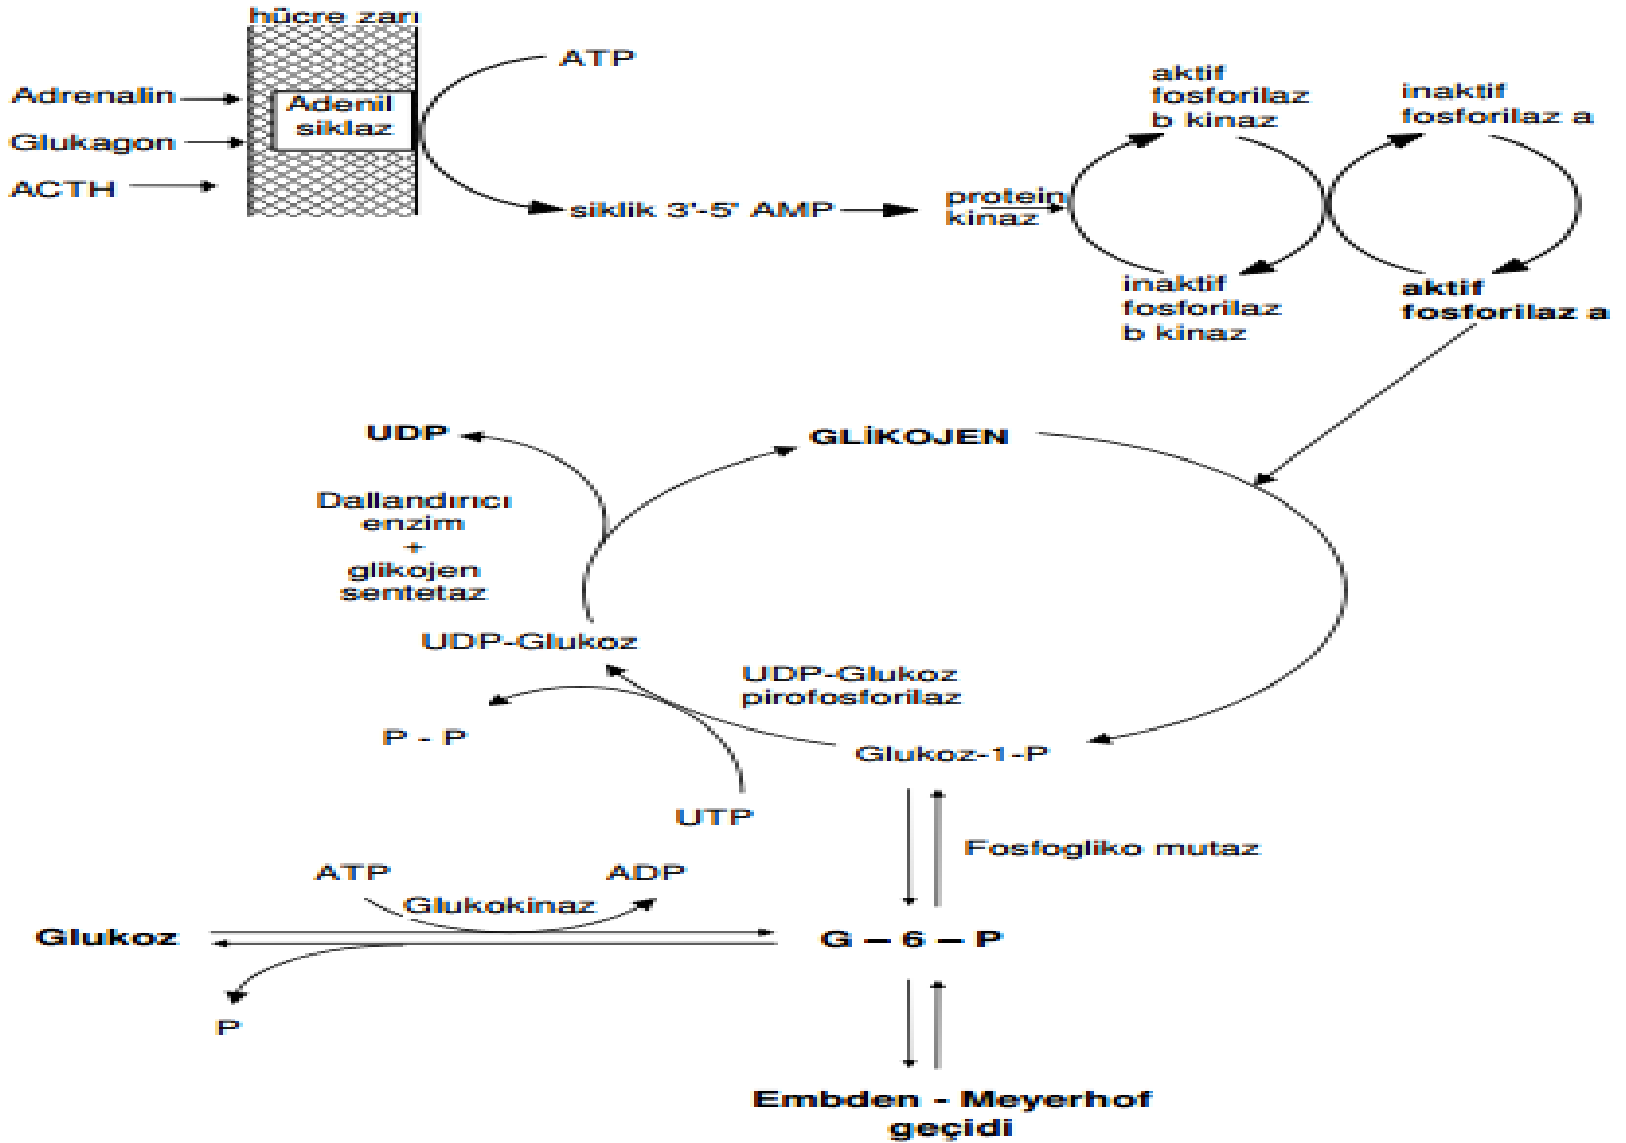 hücre zarı
Adrenalin
Glukagon
ACTH
Adenil
siklaz
ATP
siklik 3'-5' AMP
protein
kinaz
aktif
fosforilaz
b kinaz
inaktif
fosforilaz a
inaktif
fosforilaz
b kinaz
aktif
fosforilaz a
UDP
GLİKOJEN
Dallandırıcı
enzim
+
glikojen
sentetaz
UDP-Glukoz
UDP-Glukoz
pirofosforilaz
P - P
Glukoz-1-P
UTP
Fosfogliko mutaz
ATP
ADP
Glukokinaz
Glukoz
G – 6 – P
P
Embden - Meyerhof
geçidi